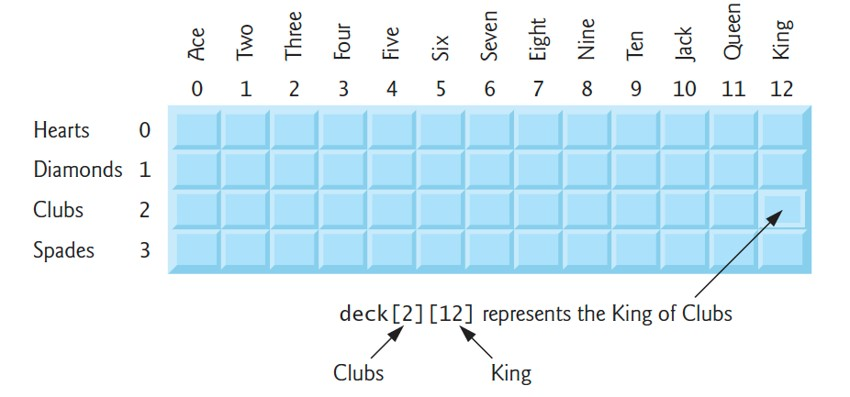 Ace Two Three Four Five Six Seven Eight Nine Ten Jack Queen King
0 1 2 3 4 5 6 7 8 9 10 11 12
Hearts 0
Diamonds 1
Clubs 2
Spades 3
deck[2][12] represents the King of Clubs
Clubs King